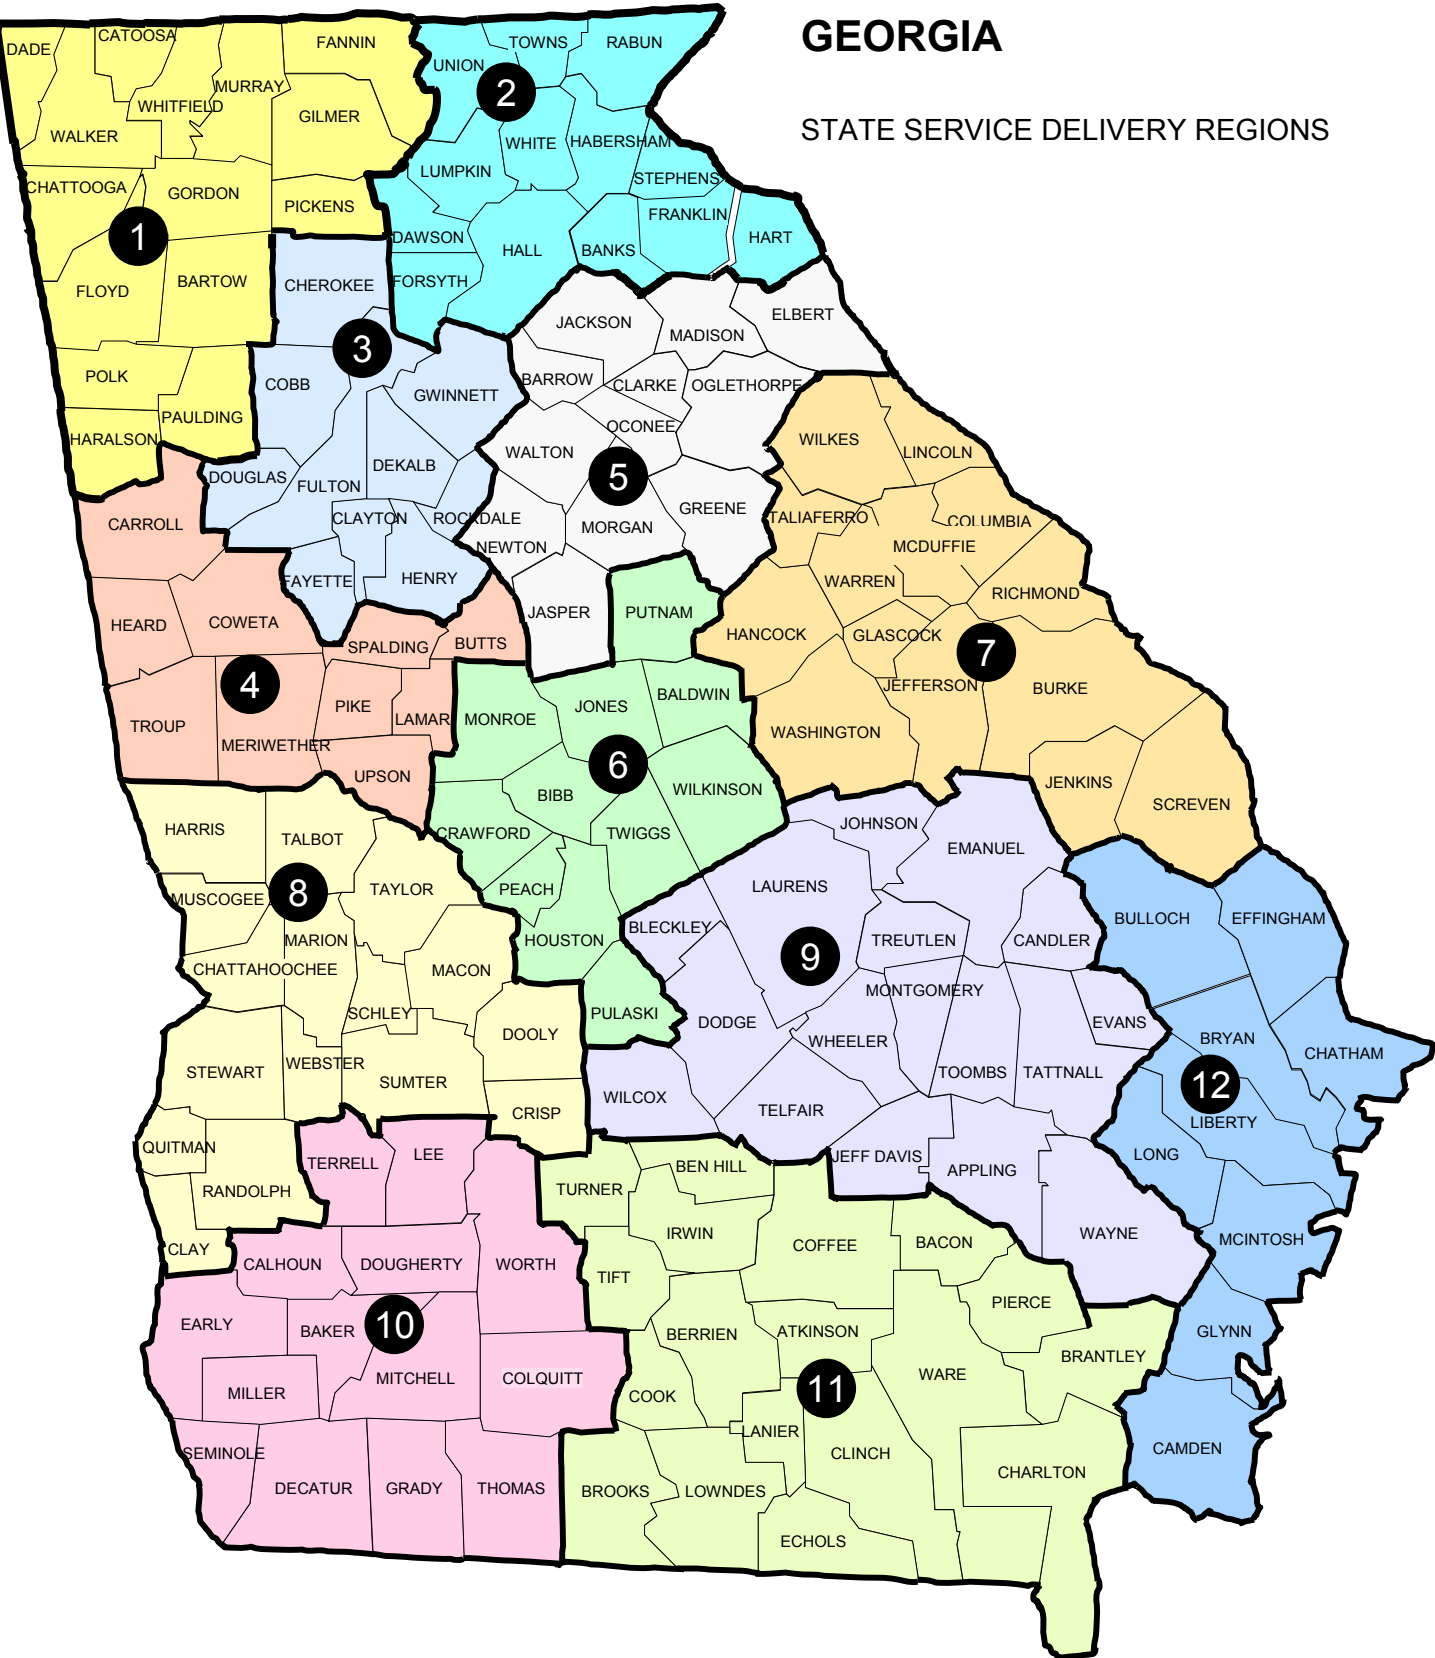 GEORGIA
STATE SERVICE DELIVERY REGIONS
DADE
CATOOSA
FANNIN
WHITFIELD
MURRAY
GILMER
WALKER
CHATTOOGA
GORDON
PICKENS
1
FLOYD
BARTOW
POLK
PAULDING
HARALSON
UNION
TOWNS
RABUN
2
WHITE
HABERSHAM
LUMPKIN
STEPHENS
FRANKLIN
HART
DAWSON
HALL
BANKS
FORSYTH
CHEROKEE
3
COBB
GWINNETT
DOUGLAS
FULTON
DEKALB
CLAYTON
ROCKDALE
FAYETTE
HENRY
CARROLL
HEARD
COWETA
SPALDING
BUTTS
4
TROUP
PIKE
LAMAR
MERIWETHER
UPSON
JACKSON
MADISON
ELBERT
BARROW
CLARKE
OGLETHORPE
OCONEE
WALTON
5
GREENE
MORGAN
NEWTON
JASPER
PUTNAM
BALDWIN
JONES
MONROE
6
BIBB
WILKINSON
CRAWFORD
TWIGGS
PEACH
HOUSTON
PULASKI
WILKES
LINCOLN
TALIAFERRO
COLUMBIA
MCDUFFIE
WARREN
RICHMOND
HANCOCK
GLASCOCK
7
JEFFERSON
BURKE
WASHINGTON
JENKINS
SCREVEN
HARRIS
TALBOT
8
TAYLOR
MUSCOGEE
MARION
CHATTAHOOCHEE
MACON
SCHLEY
DOOLY
WEBSTER
STEWART
SUMTER
CRISP
QUITMAN
RANDOLPH
CLAY
JOHNSON
EMANUEL
LAURENS
BLECKLEY
TREUTLEN
CANDLER
9
MONTGOMERY
DODGE
WHEELER
EVANS
TOOMBS
TATTNALL
WILCOX
TELFAIR
JEFF DAVIS
APPLING
WAYNE
TERRELL
LEE
CALHOUN
DOUGHERTY
WORTH
EARLY
BAKER
10
MILLER
MITCHELL
COLQUITT
SEMINOLE
DECATUR
GRADY
THOMAS
TURNER
BEN HILL
IRWIN
COFFEE
BACON
TIFT
PIERCE
BERRIEN
ATKINSON
BRANTLEY
WARE
11
COOK
LANIER
CLINCH
CHARLTON
BROOKS
LOWNDES
ECHOLS
BULLOCH
EFFINGHAM
BRYAN
CHATHAM
12
LIBERTY
LONG
MCINTOSH
GLYNN
CAMDEN